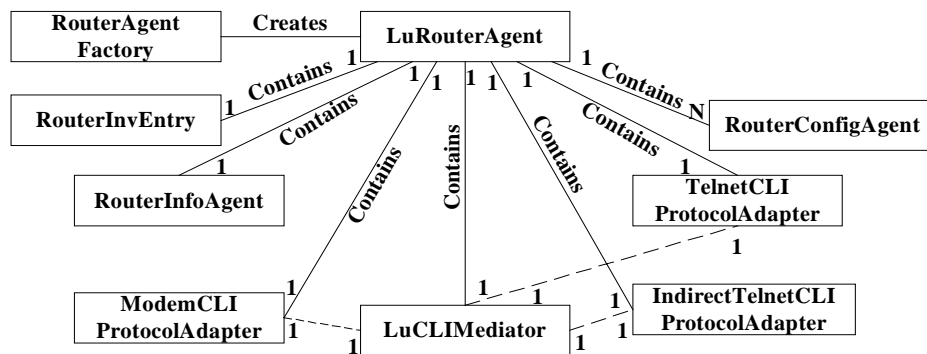 RouterAgent
Factory
Creates
LuRouterAgent
1
1
1
1
1
1
1
Contains
Contains
Contains
Contains
Contains
Contains
Contains
1
N
RouterInvEntry
RouterConfigAgent
1
1
RouterInfoAgent
TelnetCLI
ProtocolAdapter
1
1
1
1
1
ModemCLI
ProtocolAdapter
LuCLIMediator
IndirectTelnetCLI
ProtocolAdapter
1
1
1
1